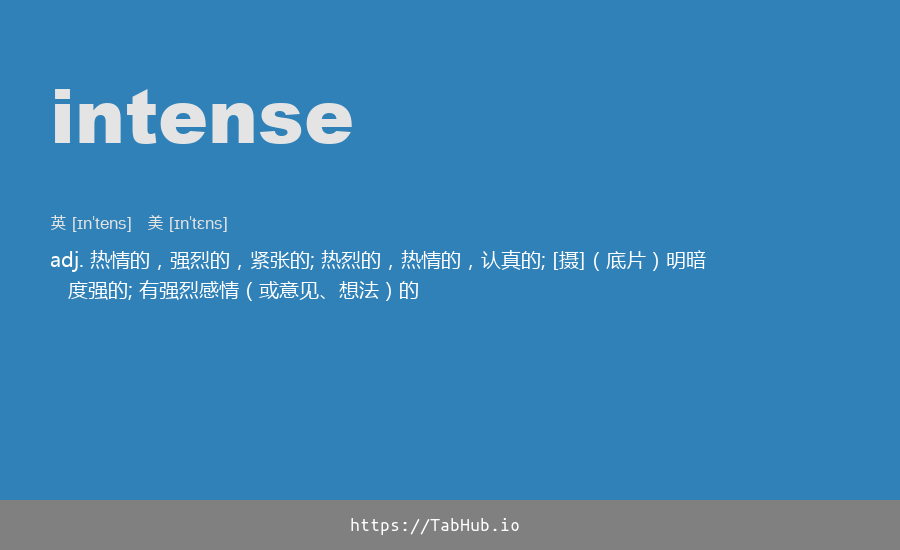 intense
英 [ɪn'tens] 美 [ɪn'tɛns]
adj. 热情的，强烈的，紧张的; 热烈的，热情的，认真的; [摄]（底片）明暗
度强的; 有强烈感情（或意见、想法）的
https://TabHub.io